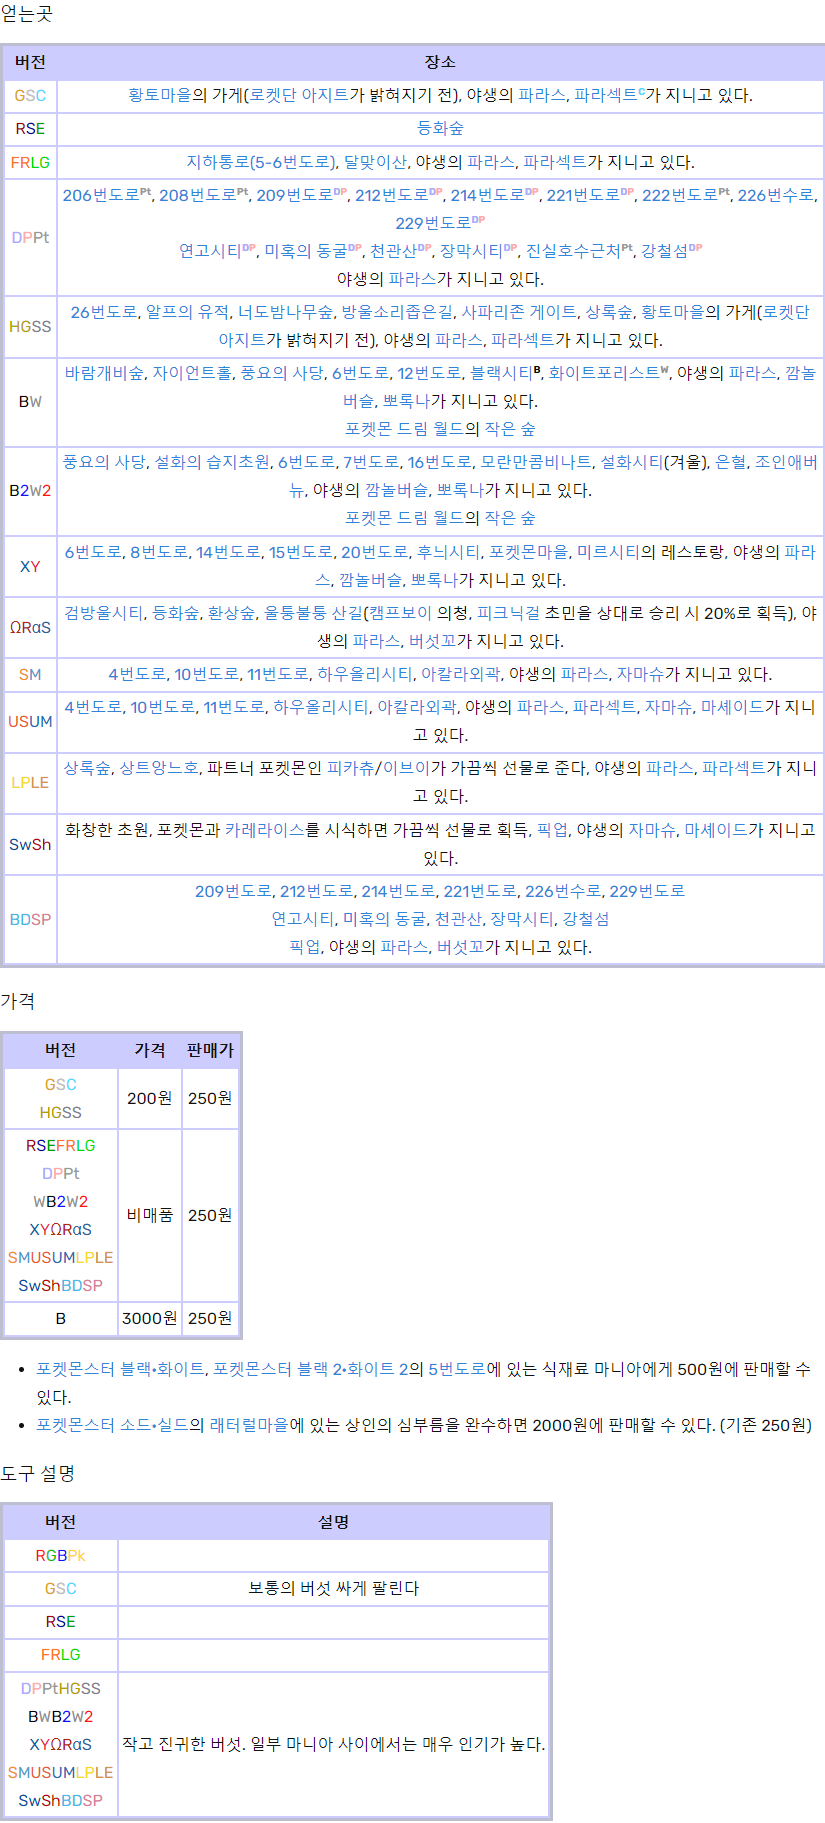 얻는곳
버전 장소
GSC 황토마을의 가게(로켓단 아지트가 밝혀지기 전), 야생의 파라스, 파라섹트C가 지니고 있다.
RSE 등화숲
FRLG 지하통로(5-6번도로), 달맞이산, 야생의 파라스, 파라섹트가 지니고 있다.
DPPt 206번도로Pt, 208번도로Pt, 209번도로DP, 212번도로DP, 214번도로DP, 221번도로DP, 222번도로Pt, 226번수로,
229번도로DP
연고시티DP, 미혹의 동굴DP, 천관산DP, 장막시티DP, 진실호수근처Pt, 강철섬DP
야생의 파라스가 지니고 있다.
HGSS 26번도로, 알프의 유적, 너도밤나무숲, 방울소리좁은길, 사파리존 게이트, 상록숲, 황토마을의 가게(로켓단
아지트가 밝혀지기 전), 야생의 파라스, 파라섹트가 지니고 있다.
BW 바람개비숲, 자이언트홀, 풍요의 사당, 6번도로, 12번도로, 블랙시티B, 화이트포리스트W, 야생의 파라스, 깜놀
버슬, 뽀록나가 지니고 있다.
포켓몬 드림 월드의 작은 숲
B2W2 풍요의 사당, 설화의 습지초원, 6번도로, 7번도로, 16번도로, 모란만콤비나트, 설화시티(겨울), 은혈, 조인애버
뉴, 야생의 깜놀버슬, 뽀록나가 지니고 있다.
포켓몬 드림 월드의 작은 숲
XY 6번도로, 8번도로, 14번도로, 15번도로, 20번도로, 후늬시티, 포켓몬마을, 미르시티의 레스토랑, 야생의 파라
스, 깜놀버슬, 뽀록나가 지니고 있다.
ΩRαS 검방울시티, 등화숲, 환상숲, 울퉁불퉁 산길(캠프보이 의청, 피크닉걸 초민을 상대로 승리 시 20%로 획득), 야
생의 파라스, 버섯꼬가 지니고 있다.
SM 4번도로, 10번도로, 11번도로, 하우올리시티, 아칼라외곽, 야생의 파라스, 자마슈가 지니고 있다.
USUM 4번도로, 10번도로, 11번도로, 하우올리시티, 아칼라외곽, 야생의 파라스, 파라섹트, 자마슈, 마셰이드가 지니
고 있다.
LPLE 상록숲, 상트앙느호, 파트너 포켓몬인 피카츄/이브이가 가끔씩 선물로 준다, 야생의 파라스, 파라섹트가 지니
고 있다.
SwSh 화창한 초원, 포켓몬과 카레라이스를 시식하면 가끔씩 선물로 획득, 픽업, 야생의 자마슈, 마셰이드가 지니고
있다.
BDSP 209번도로, 212번도로, 214번도로, 221번도로, 226번수로, 229번도로
연고시티, 미혹의 동굴, 천관산, 장막시티, 강철섬
픽업, 야생의 파라스, 버섯꼬가 지니고 있다.
가격
버전 가격 판매가
GSC
HGSS
200원 250원
RSEFRLG
DPPt
WB2W2
XYΩRαS
SMUSUMLPLE
SwShBDSP
비매품 250원
B 3000원 250원
• 포켓몬스터 블랙·화이트, 포켓몬스터 블랙 2·화이트 2의 5번도로에 있는 식재료 마니아에게 500원에 판매할 수
있다.
• 포켓몬스터 소드·실드의 래터럴마을에 있는 상인의 심부름을 완수하면 2000원에 판매할 수 있다. (기존 250원)
도구 설명
버전 설명
RGBPk
GSC 보통의 버섯 싸게 팔린다
RSE
FRLG
DPPtHGSS
BWB2W2
XYΩRαS
SMUSUMLPLE
SwShBDSP
작고 진귀한 버섯. 일부 마니아 사이에서는 매우 인기가 높다.